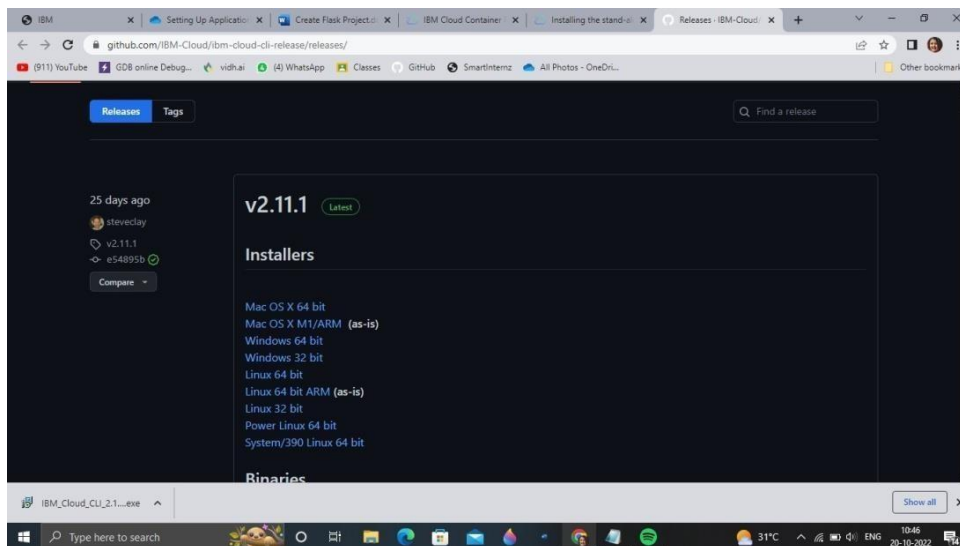 IBM
Setting Up Applicatio
Create Flask Project.d
IBM Cloud Container
Installing the stand-al
Releases · IBM-Cloud/
github.com/IBM-Cloud/ibm-cloud-cli-release/releases/
(911) YouTube
GDB online Debug...
vidh.ai
(4) WhatsApp
Classes
GitHub
Smartinternz
All Photos - OneDri...
Other bookmark
Releases
Tags
Find a release
25 days ago
steveclay
v2.11.1
e54895b
Compare
v2.11.1 Latest
Installers
Mac OS X 64 bit
Mac OS X M1/ARM (as-is)
Windows 64 bit
Windows 32 bit
Linux 64 bit
Linux 64 bit ARM (as-is)
Linux 32 bit
Power Linux 64 bit
System/390 Linux 64 bit
Binaries
IBM_Cloud_CLI_2.1....exe
Show all
Type here to search
31°C
ENG
10:46
20-10-2022
14